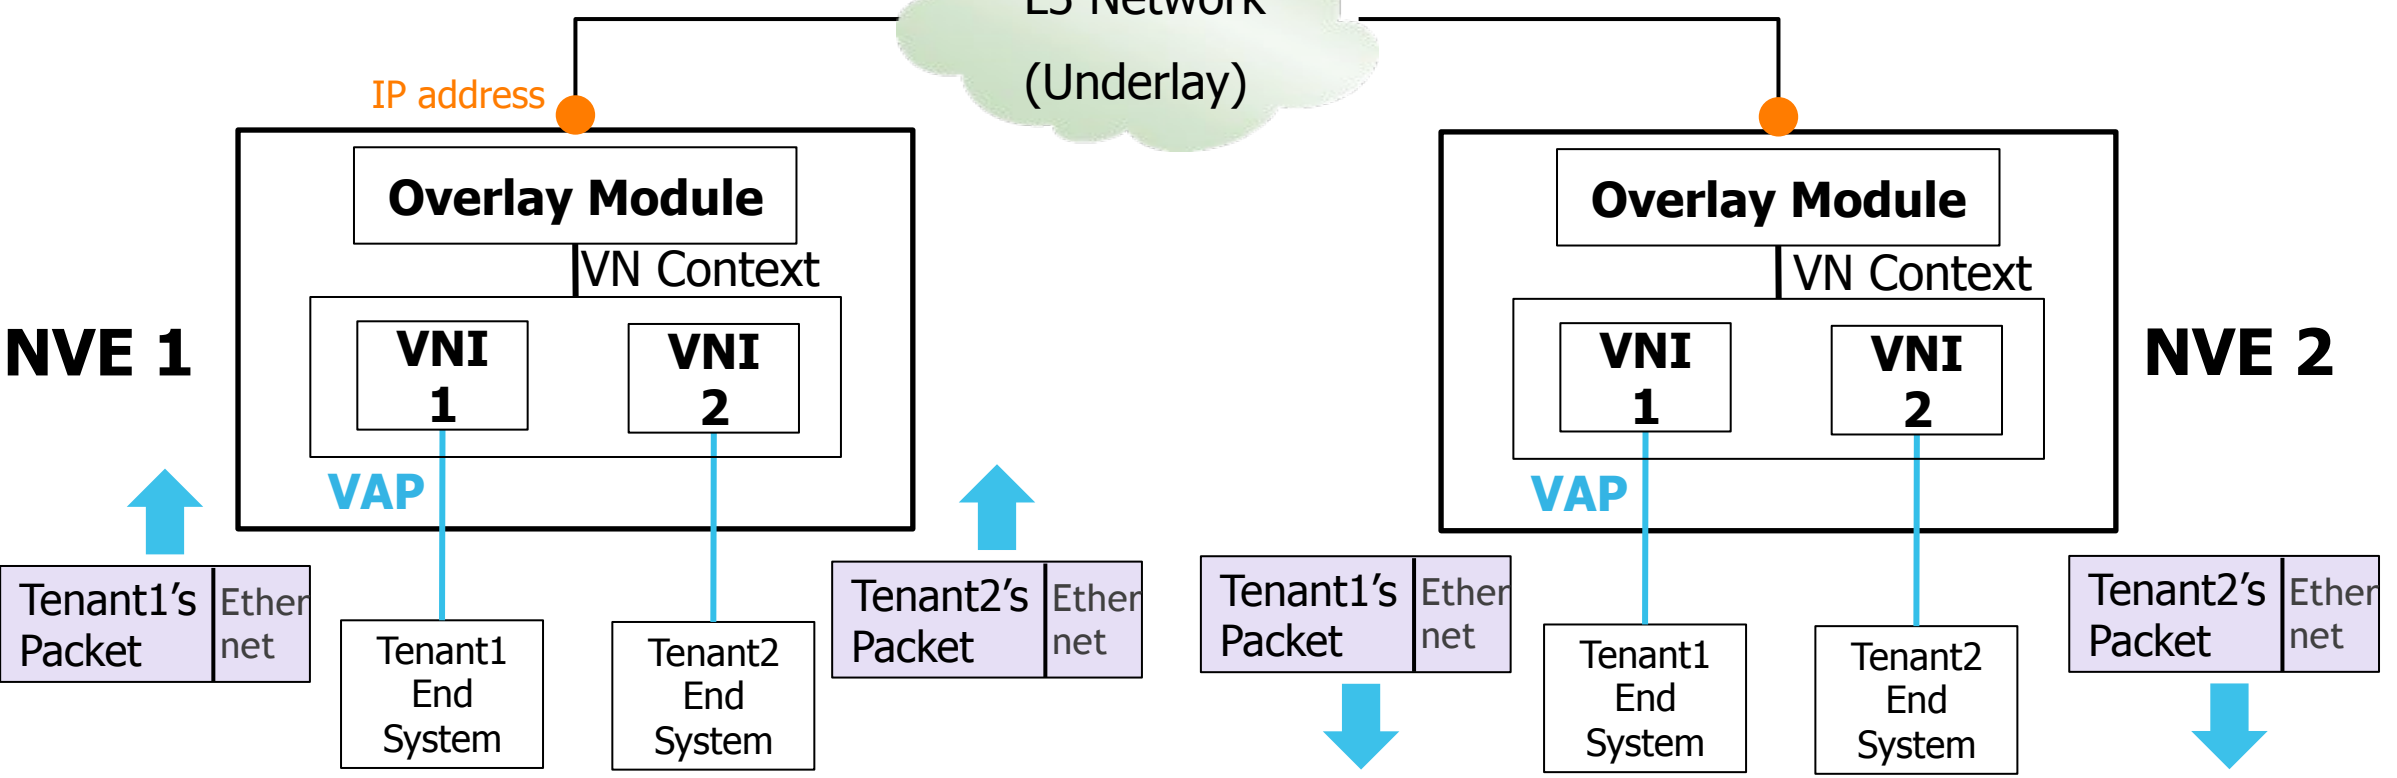 L3 Network
(Underlay)
IP address
Overlay Module
VN Context
NVE 1
VNI
1
VNI
2
VAP
Tenant1's
Packet
Ether
net
Tenant1
End
System
Tenant2
End
System
Tenant2's
Packet
Ether
net
Overlay Module
VN Context
VNI
1
VNI
2
NVE 2
VAP
Tenant1's
Packet
Ether
net
Tenant1
End
System
Tenant2
End
System
Tenant2's
Packet
Ether
net